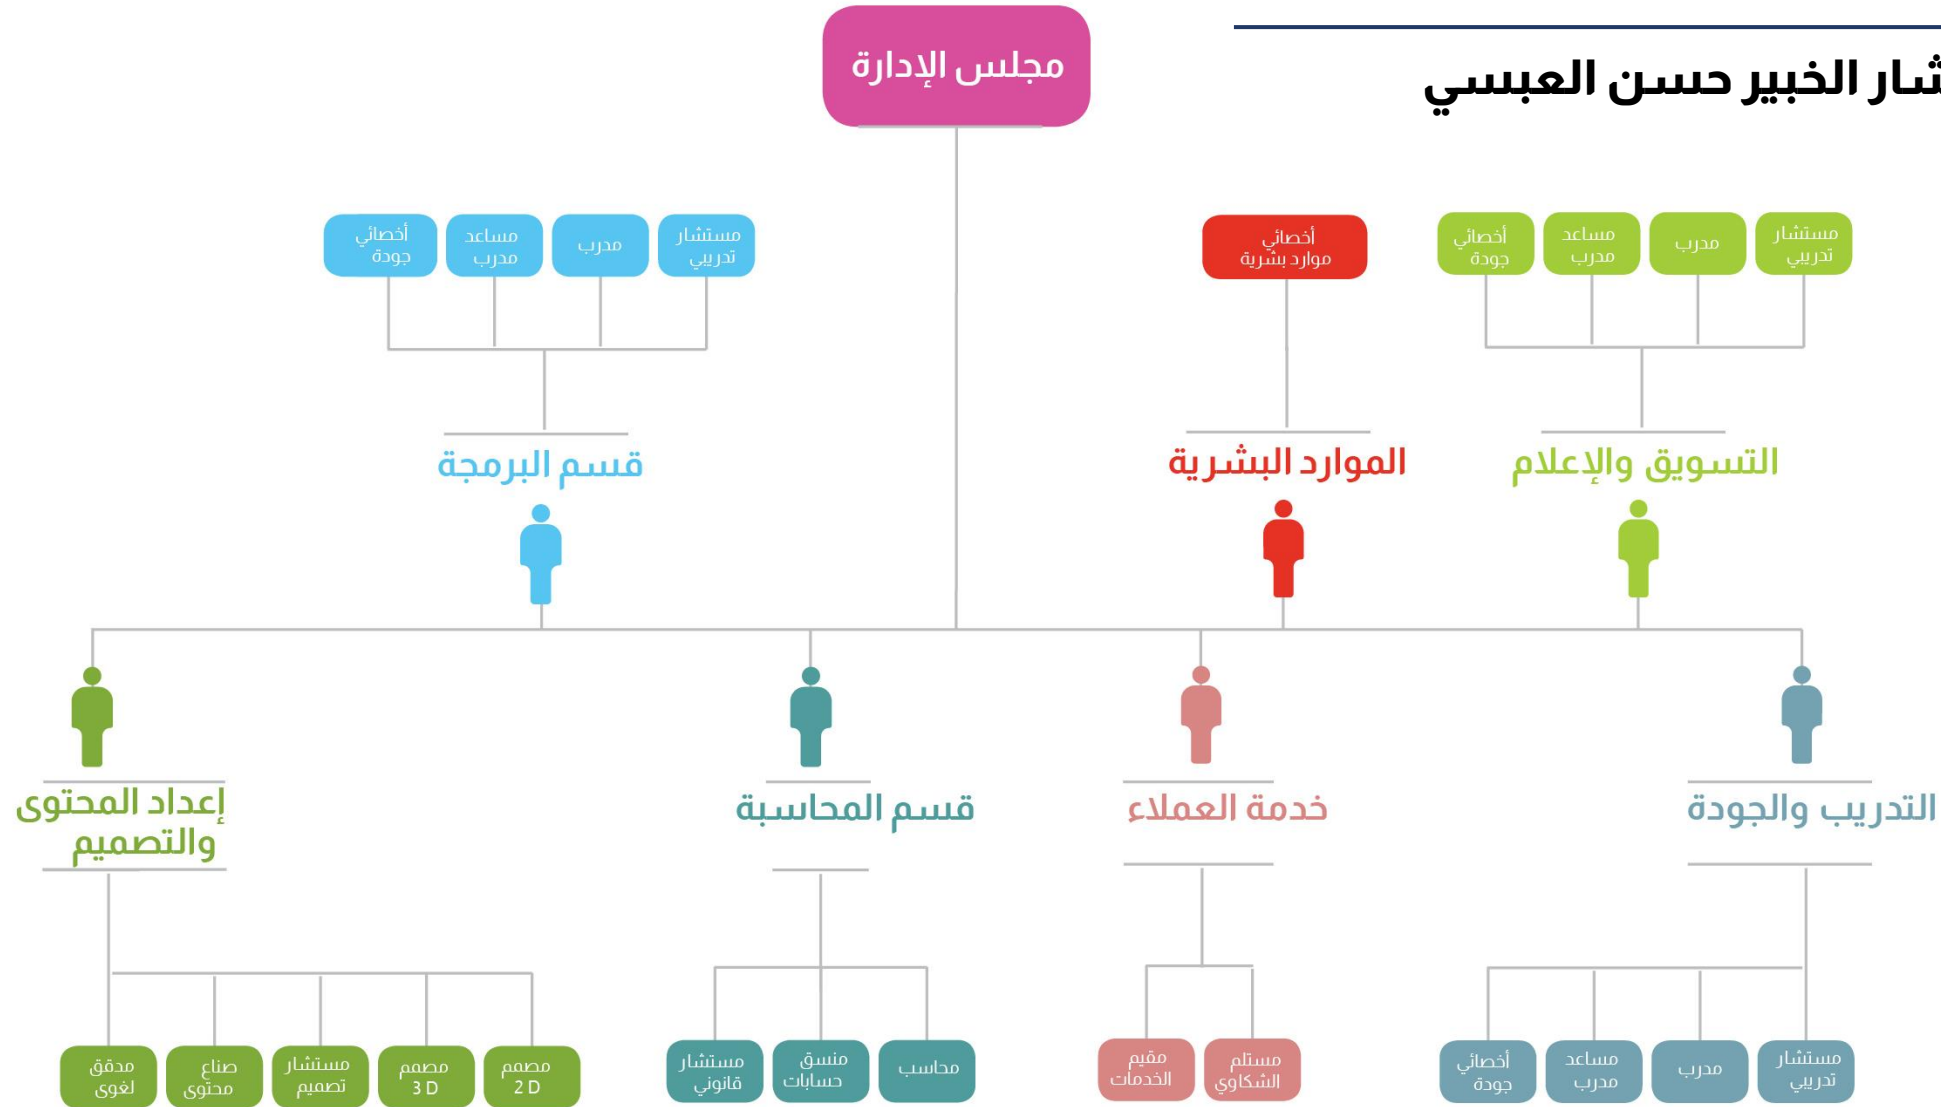 مجلس الإدارة
الخبير حسن العبسي
مستشار
تدريبي
مدرب
مساعد
مدرب
أخصائي
جودة
أخصائي
موارد بشرية
مستشار
تدريبي
مدرب
مساعد
مدرب
أخصائي
جودة
التسويق والإعلام
الموارد البشرية
قسم البرمجة
التدريب والجودة
خدمة العملاء
قسم المحاسبة
إعداد المحتوى
والتصميم
مستشار
تدريبي
مدرب
مساعد
مدرب
أخصائي
جودة
مستلم
الشكاوي
مقيم
الخدمات
محاسب
منسق
حسابات
مستشار
قانوني
مصمم
2 D
مصمم
3 D
مستشار
تصميم
صناع
محتوى
مدقق
لغوى